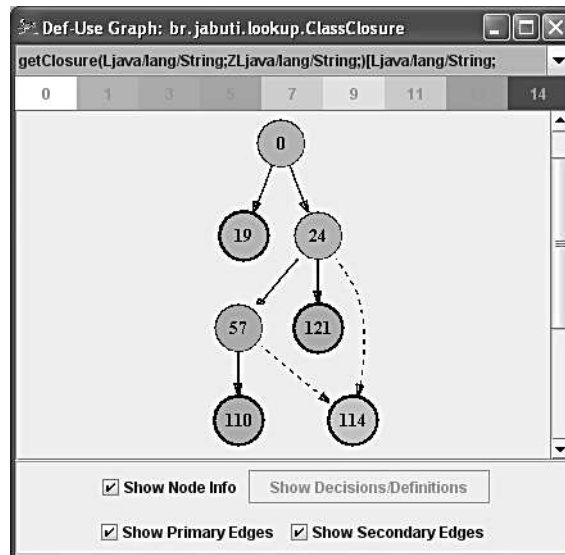 Def-Use Graph: br.jabuti.lookup.ClassClosure
getClosure(Ljava/lang/String;ZLjava/lang/String;)[Ljava/lang/String;
0 1 3 5 7 9 11 14
0
19 24
57 121
110 114
Show Node Info Show Decisions/Definitions
Show Primary Edges Show Secondary Edges